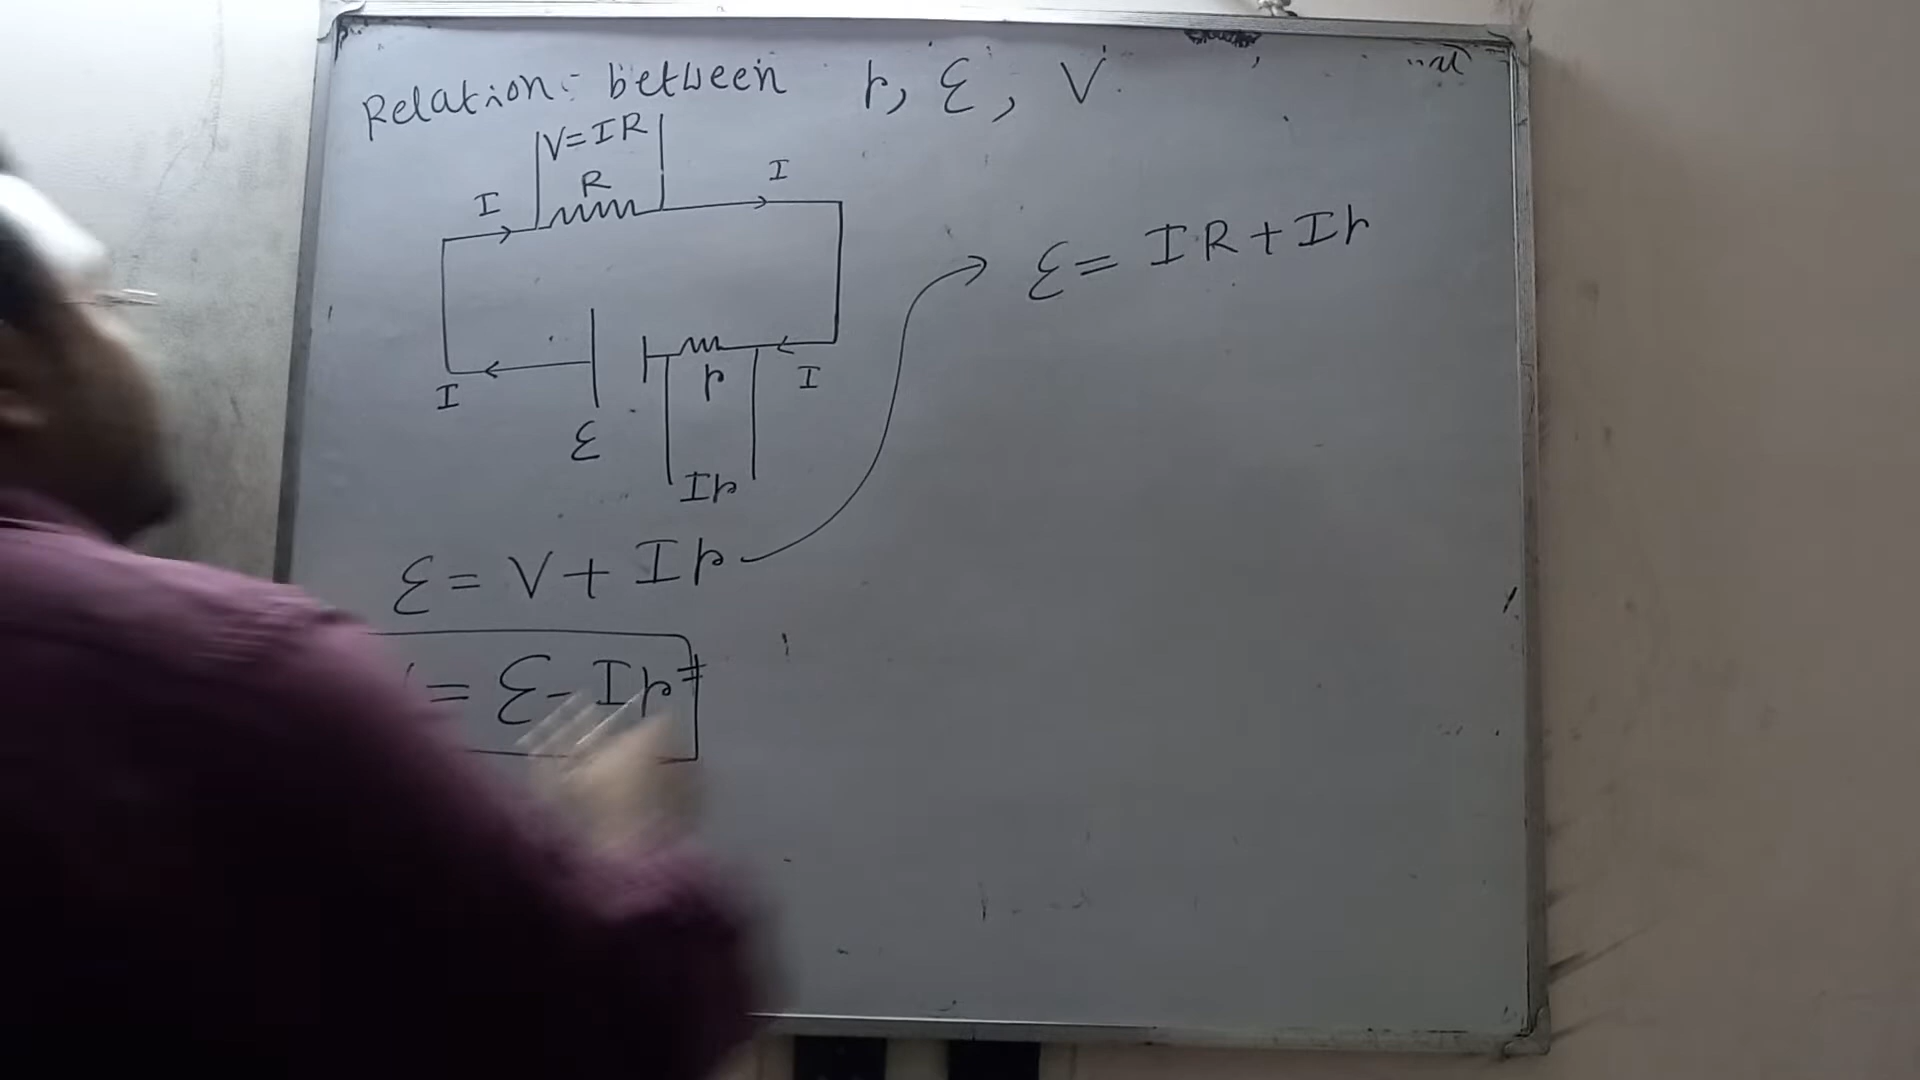 Relation:- between r, ℰ, V
V=IR
R
I
I
ℰ = IR + Ir
r
I
I
ℰ
Ir
ℰ = V + Ir
= ℰ - Ir